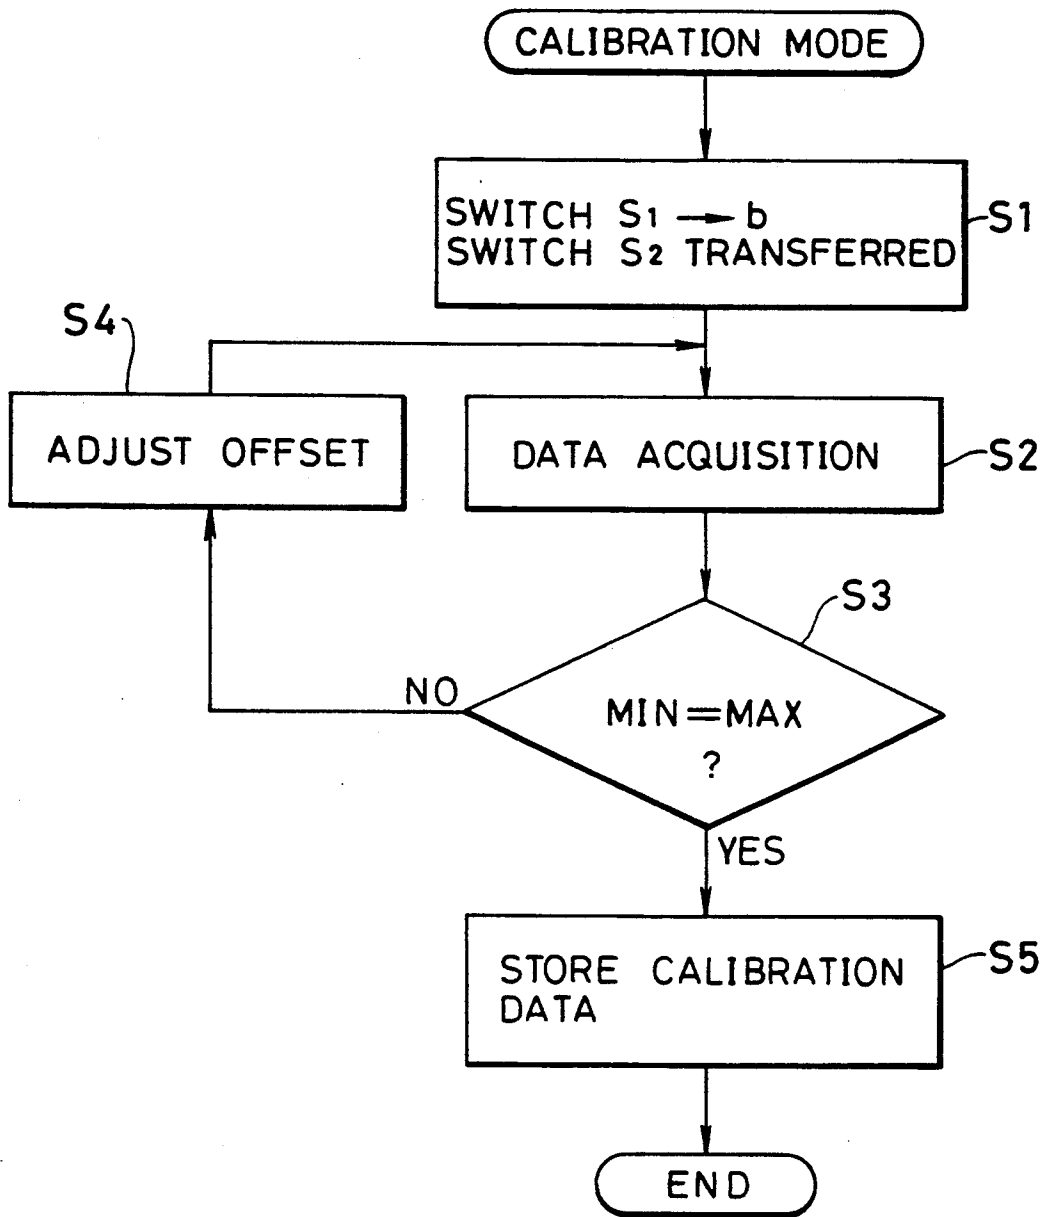 CALIBRATION MODE
SWITCH S1 → b
SWITCH S2 TRANSFERRED
S1
S4
ADJUST OFFSET
DATA ACQUISITION
S2
S3
NO
MIN=MAX
?
YES
STORE CALIBRATION
DATA
S5
END